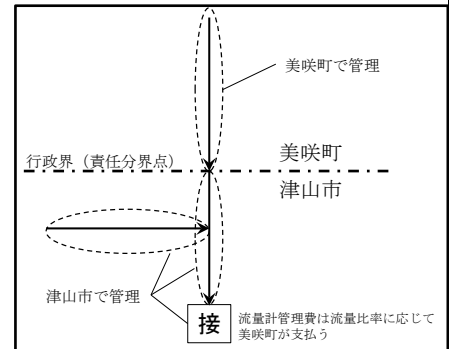 美咲町で管理
行政界（責任分界点）
美咲町
津山市
津山市で管理
接
流量計管理費は流量比率に応じて
美咲町が支払う